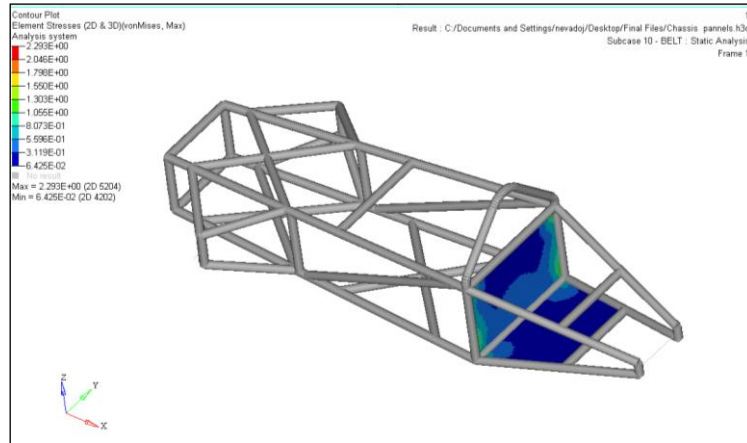 Contour Plot
Element Stresses (2D & 3D)(vonMises, Max)
Analysis system
2.293E+00
2.046E+00
1.798E+00
1.550E+00
1.303E+00
1.055E+00
8.073E-01
5.596E-01
3.119E-01
6.425E-02
No result
Max = 2.293E+00 (2D 5204)
Min = 6.425E-02 (2D 4202)
Result : C:/Documents and Settings/nevadoj/Desktop/Final Files/Chassis pannels.h3d
Subcase 10 - BELT : Static Analysis
Frame 1
Z
Y
X